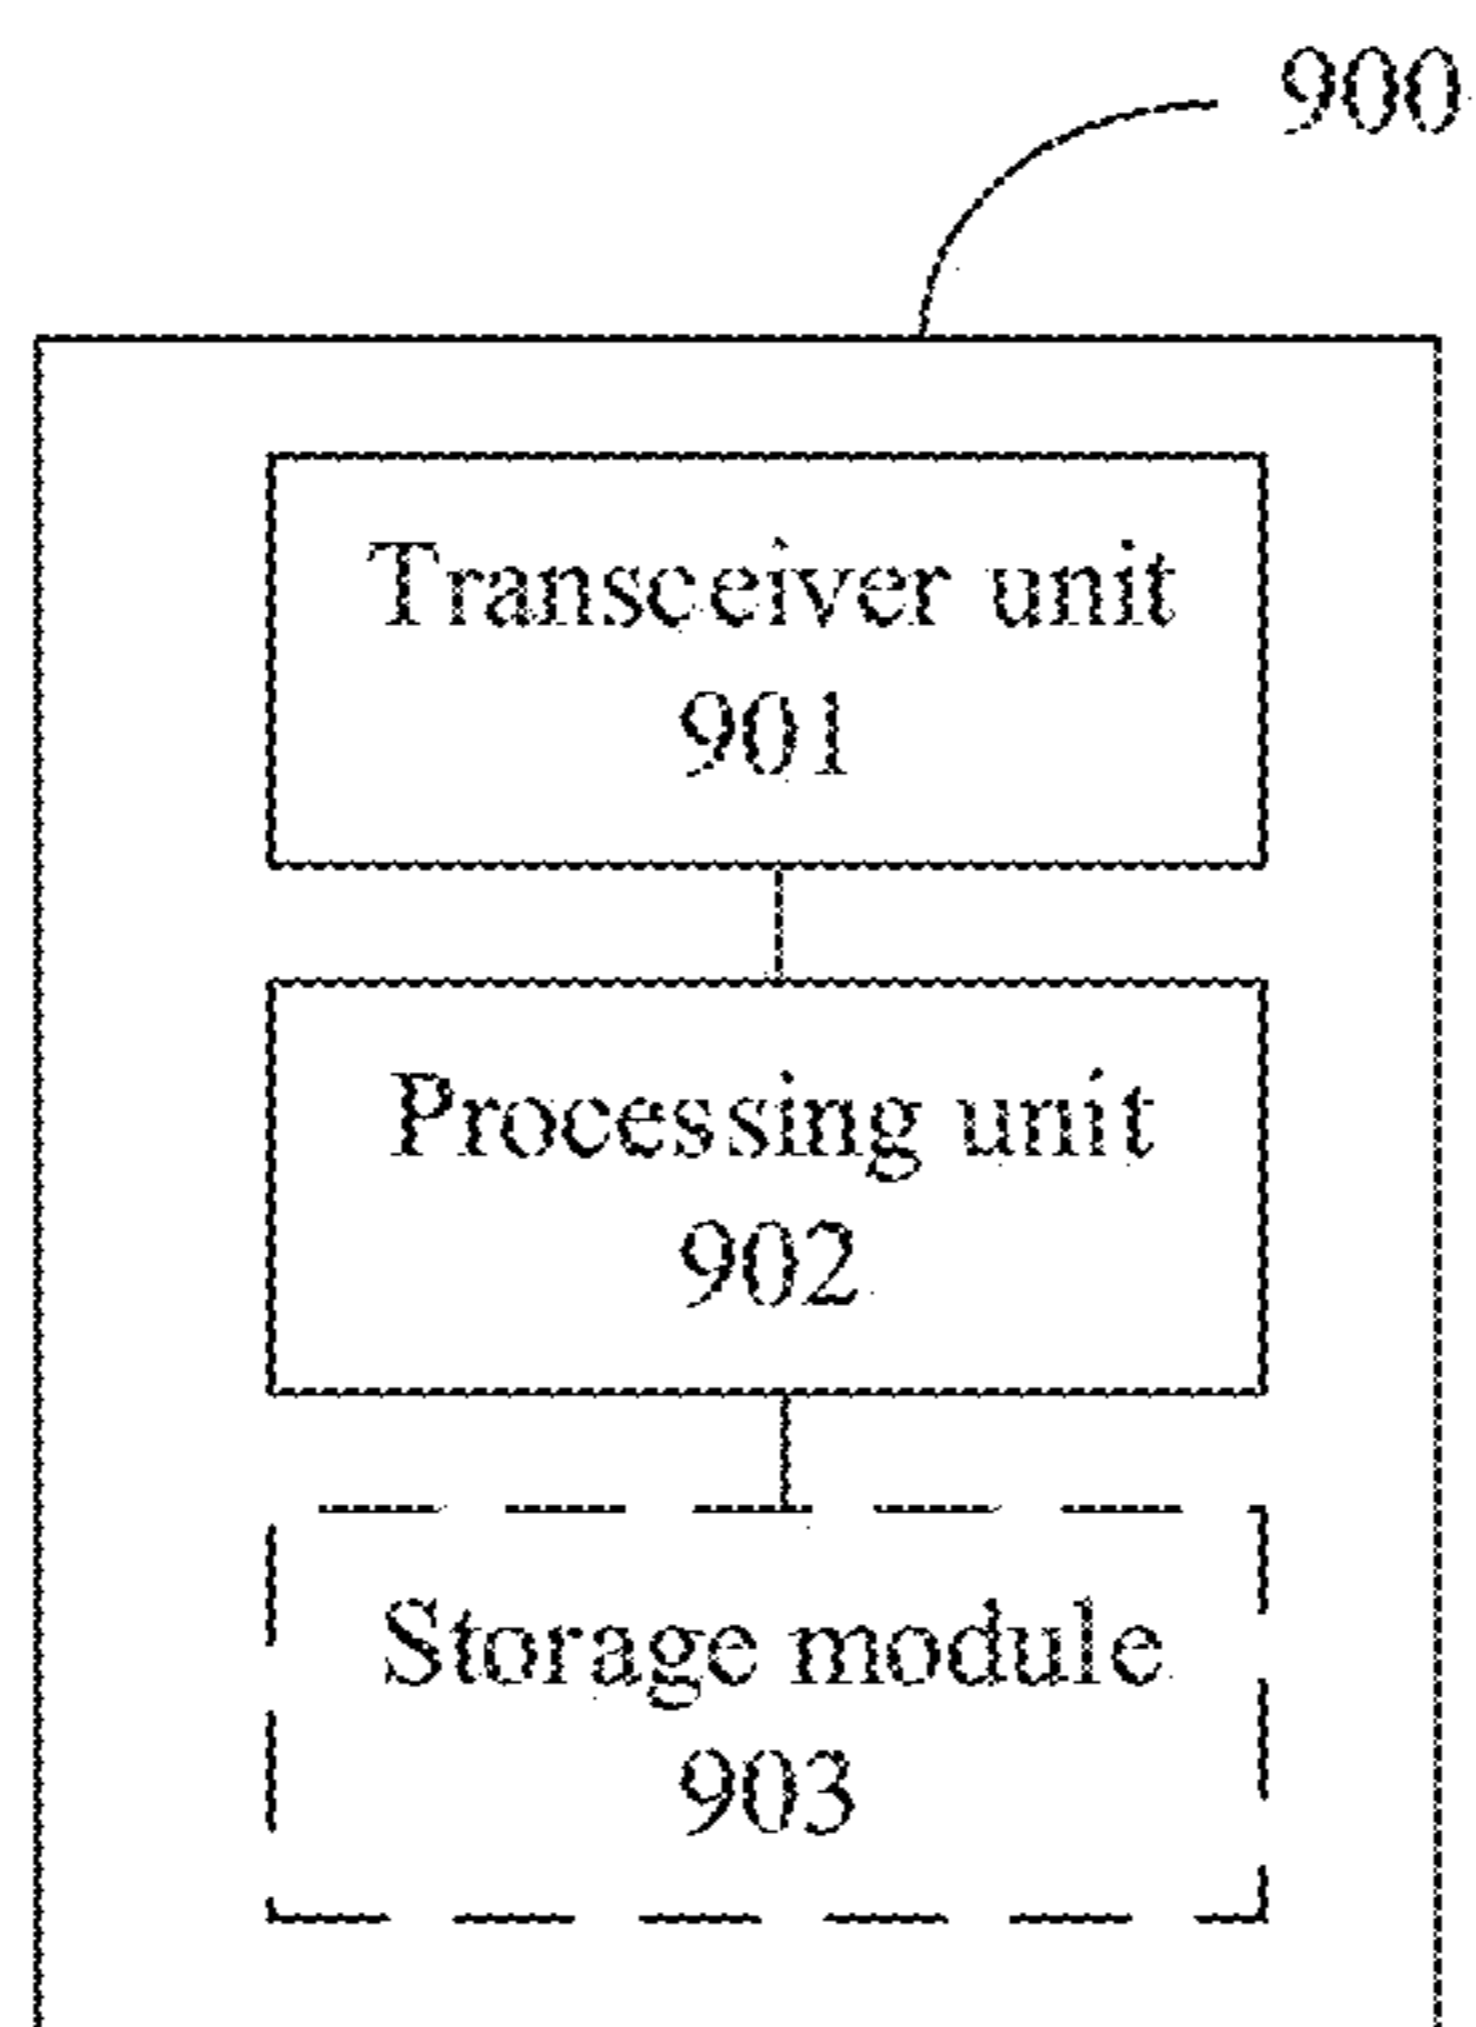 900
Transceiver unit
901
Processing unit
902
Storage module
903